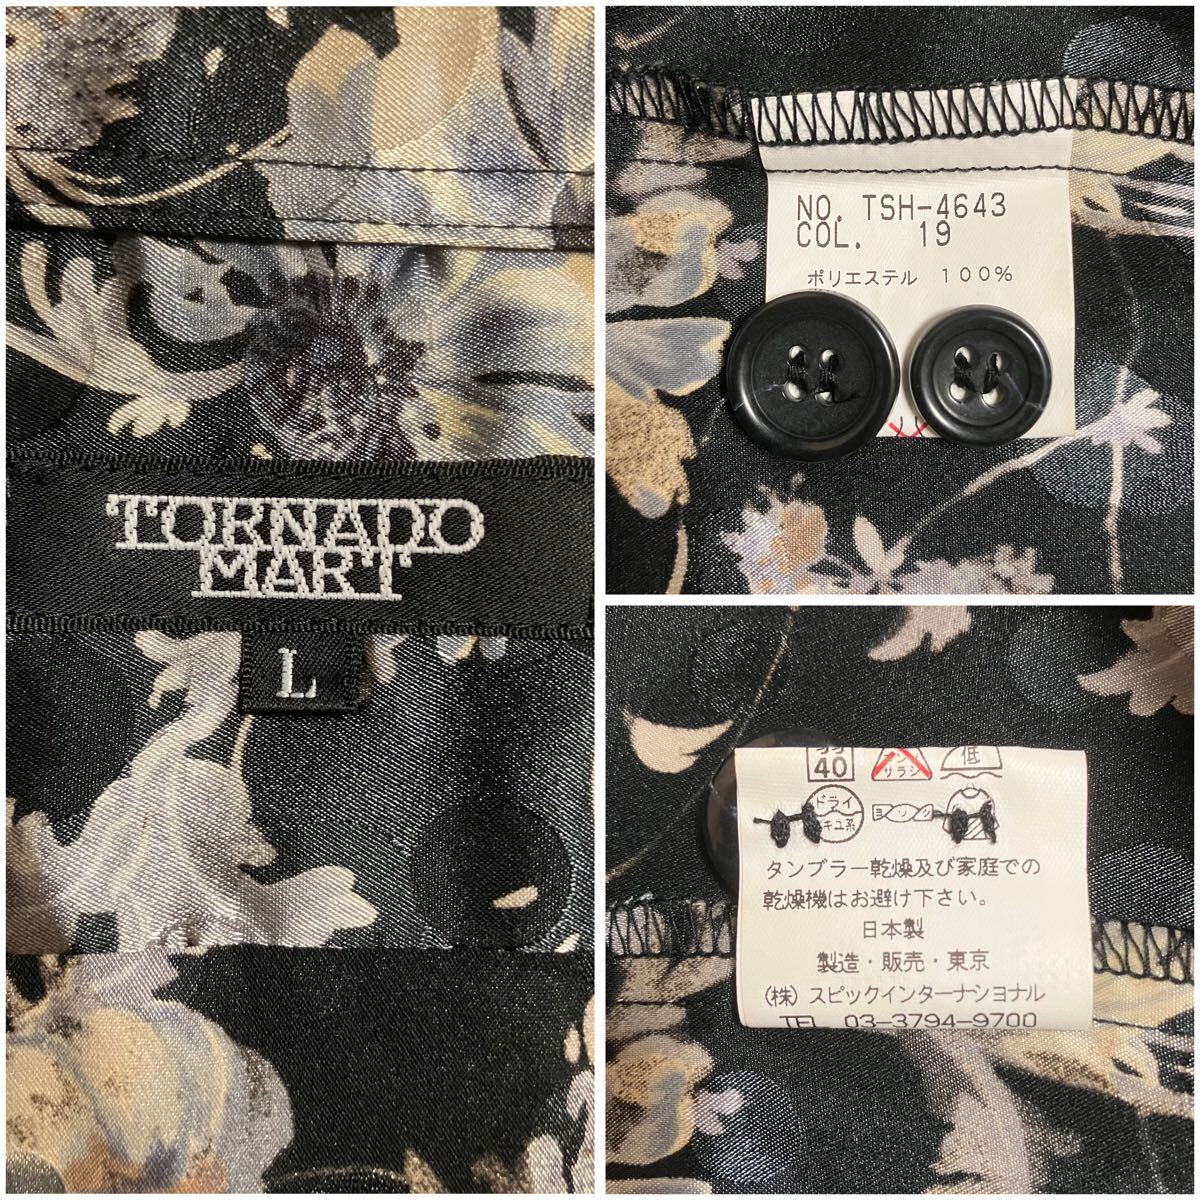 TORNADO
MART
L
NO. TSH-4643
COL. 19
ポリエステル 100%
40
サラシ
低
ドライ
タンブラー乾燥及び家庭での
乾燥機はお避け下さい。
日本製
製造・販売・東京
(株) スピックインターナショナル
TEL 03-3794-9700